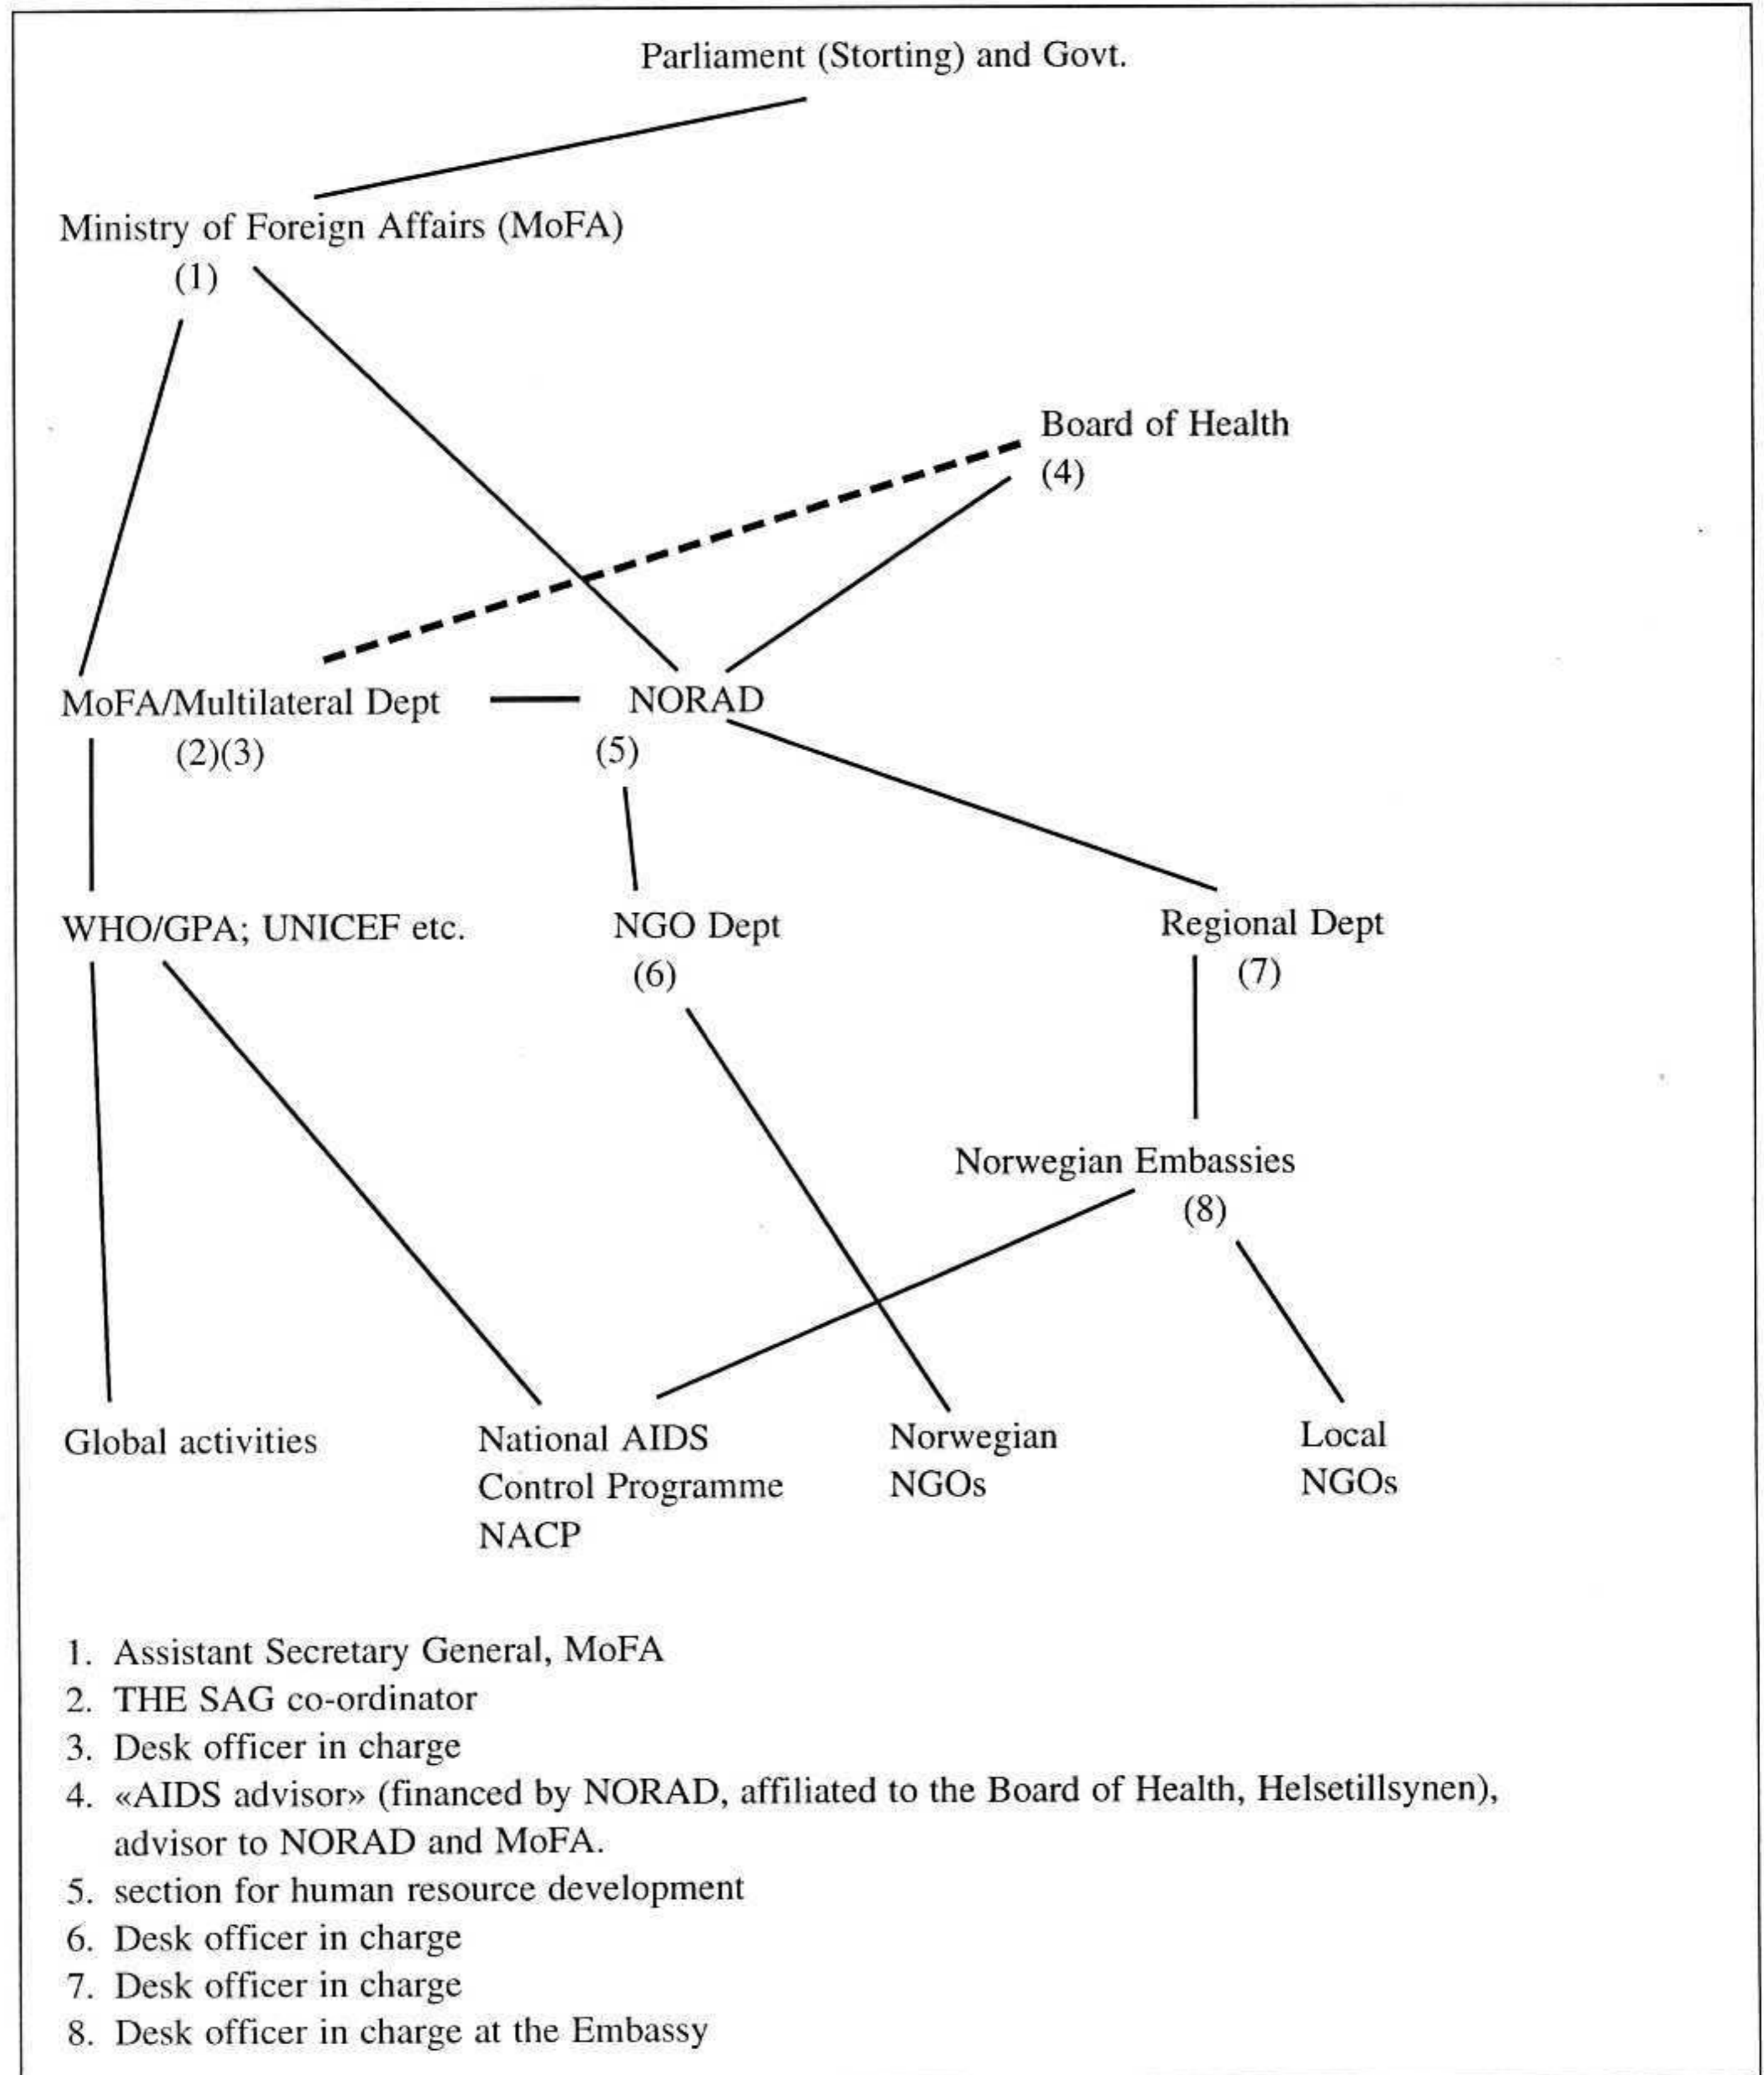 Parliament (Storting) and Govt.
Ministry of Foreign Affairs (MoFA)
(1)
Board of Health
(4)
MoFA/Multilateral Dept
NORAD
(2)(3)
(5)
WHO/GPA; UNICEF etc.
NGO Dept
Regional Dept
(6)
(7)
Norwegian Embassies
(8)
Global activities
National AIDS
Control Programme
NACP
Norwegian
NGOs
Local
NGOs
1. Assistant Secretary General, MoFA
2. THE SAG co-ordinator
3. Desk officer in charge
4. «AIDS advisor» (financed by NORAD, affiliated to the Board of Health, Helsetillsynen),
advisor to NORAD and MoFA.
5. section for human resource development
6. Desk officer in charge
7. Desk officer in charge
8. Desk officer in charge at the Embassy